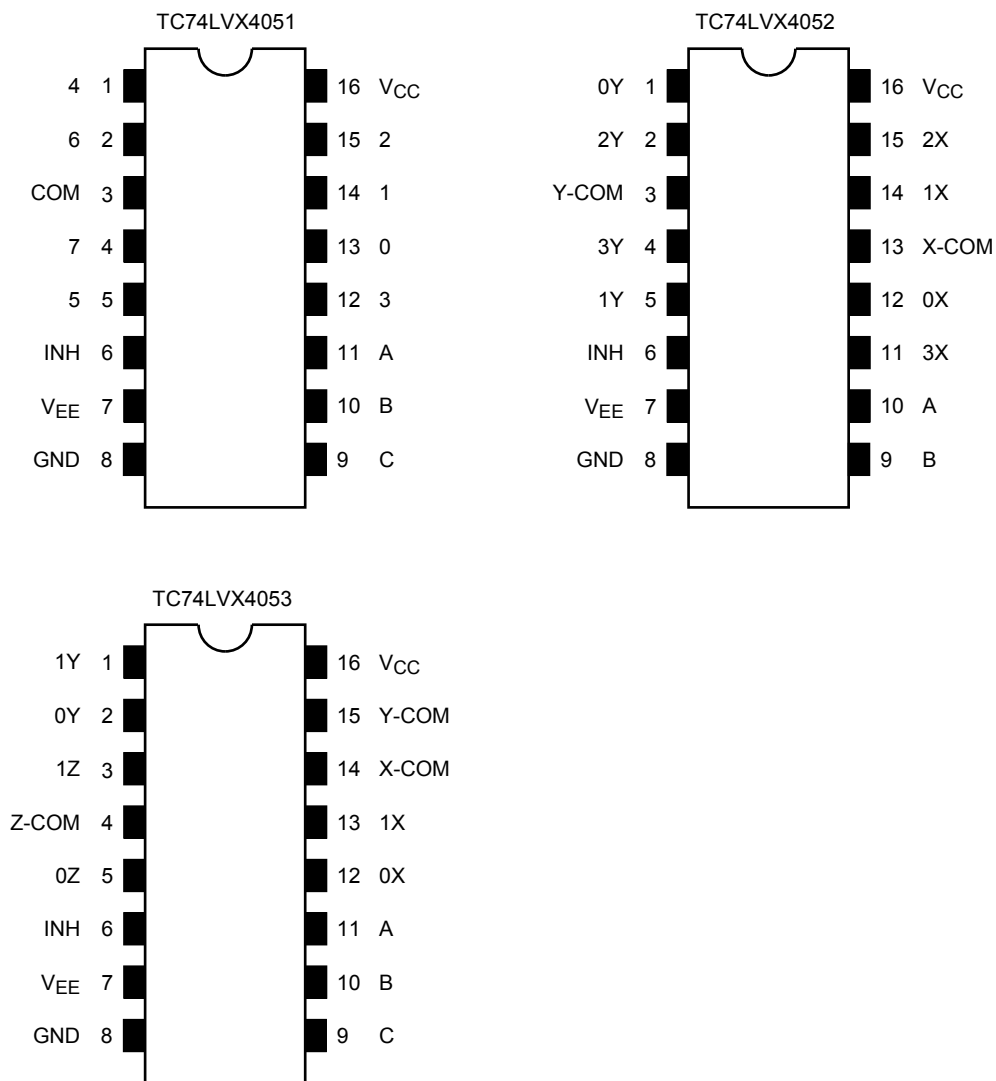 TC74LVX4051
4 1 16 VCC
6 2 15 2
COM 3 14 1
7 4 13 0
5 5 12 3
INH 6 11 A
VEE 7 10 B
GND 8 9 C
TC74LVX4052
0Y 1 16 VCC
2Y 2 15 2X
Y-COM 3 14 1X
3Y 4 13 X-COM
1Y 5 12 0X
INH 6 11 3X
VEE 7 10 A
GND 8 9 B
TC74LVX4053
1Y 1 16 VCC
0Y 2 15 Y-COM
1Z 3 14 X-COM
Z-COM 4 13 1X
0Z 5 12 0X
INH 6 11 A
VEE 7 10 B
GND 8 9 C